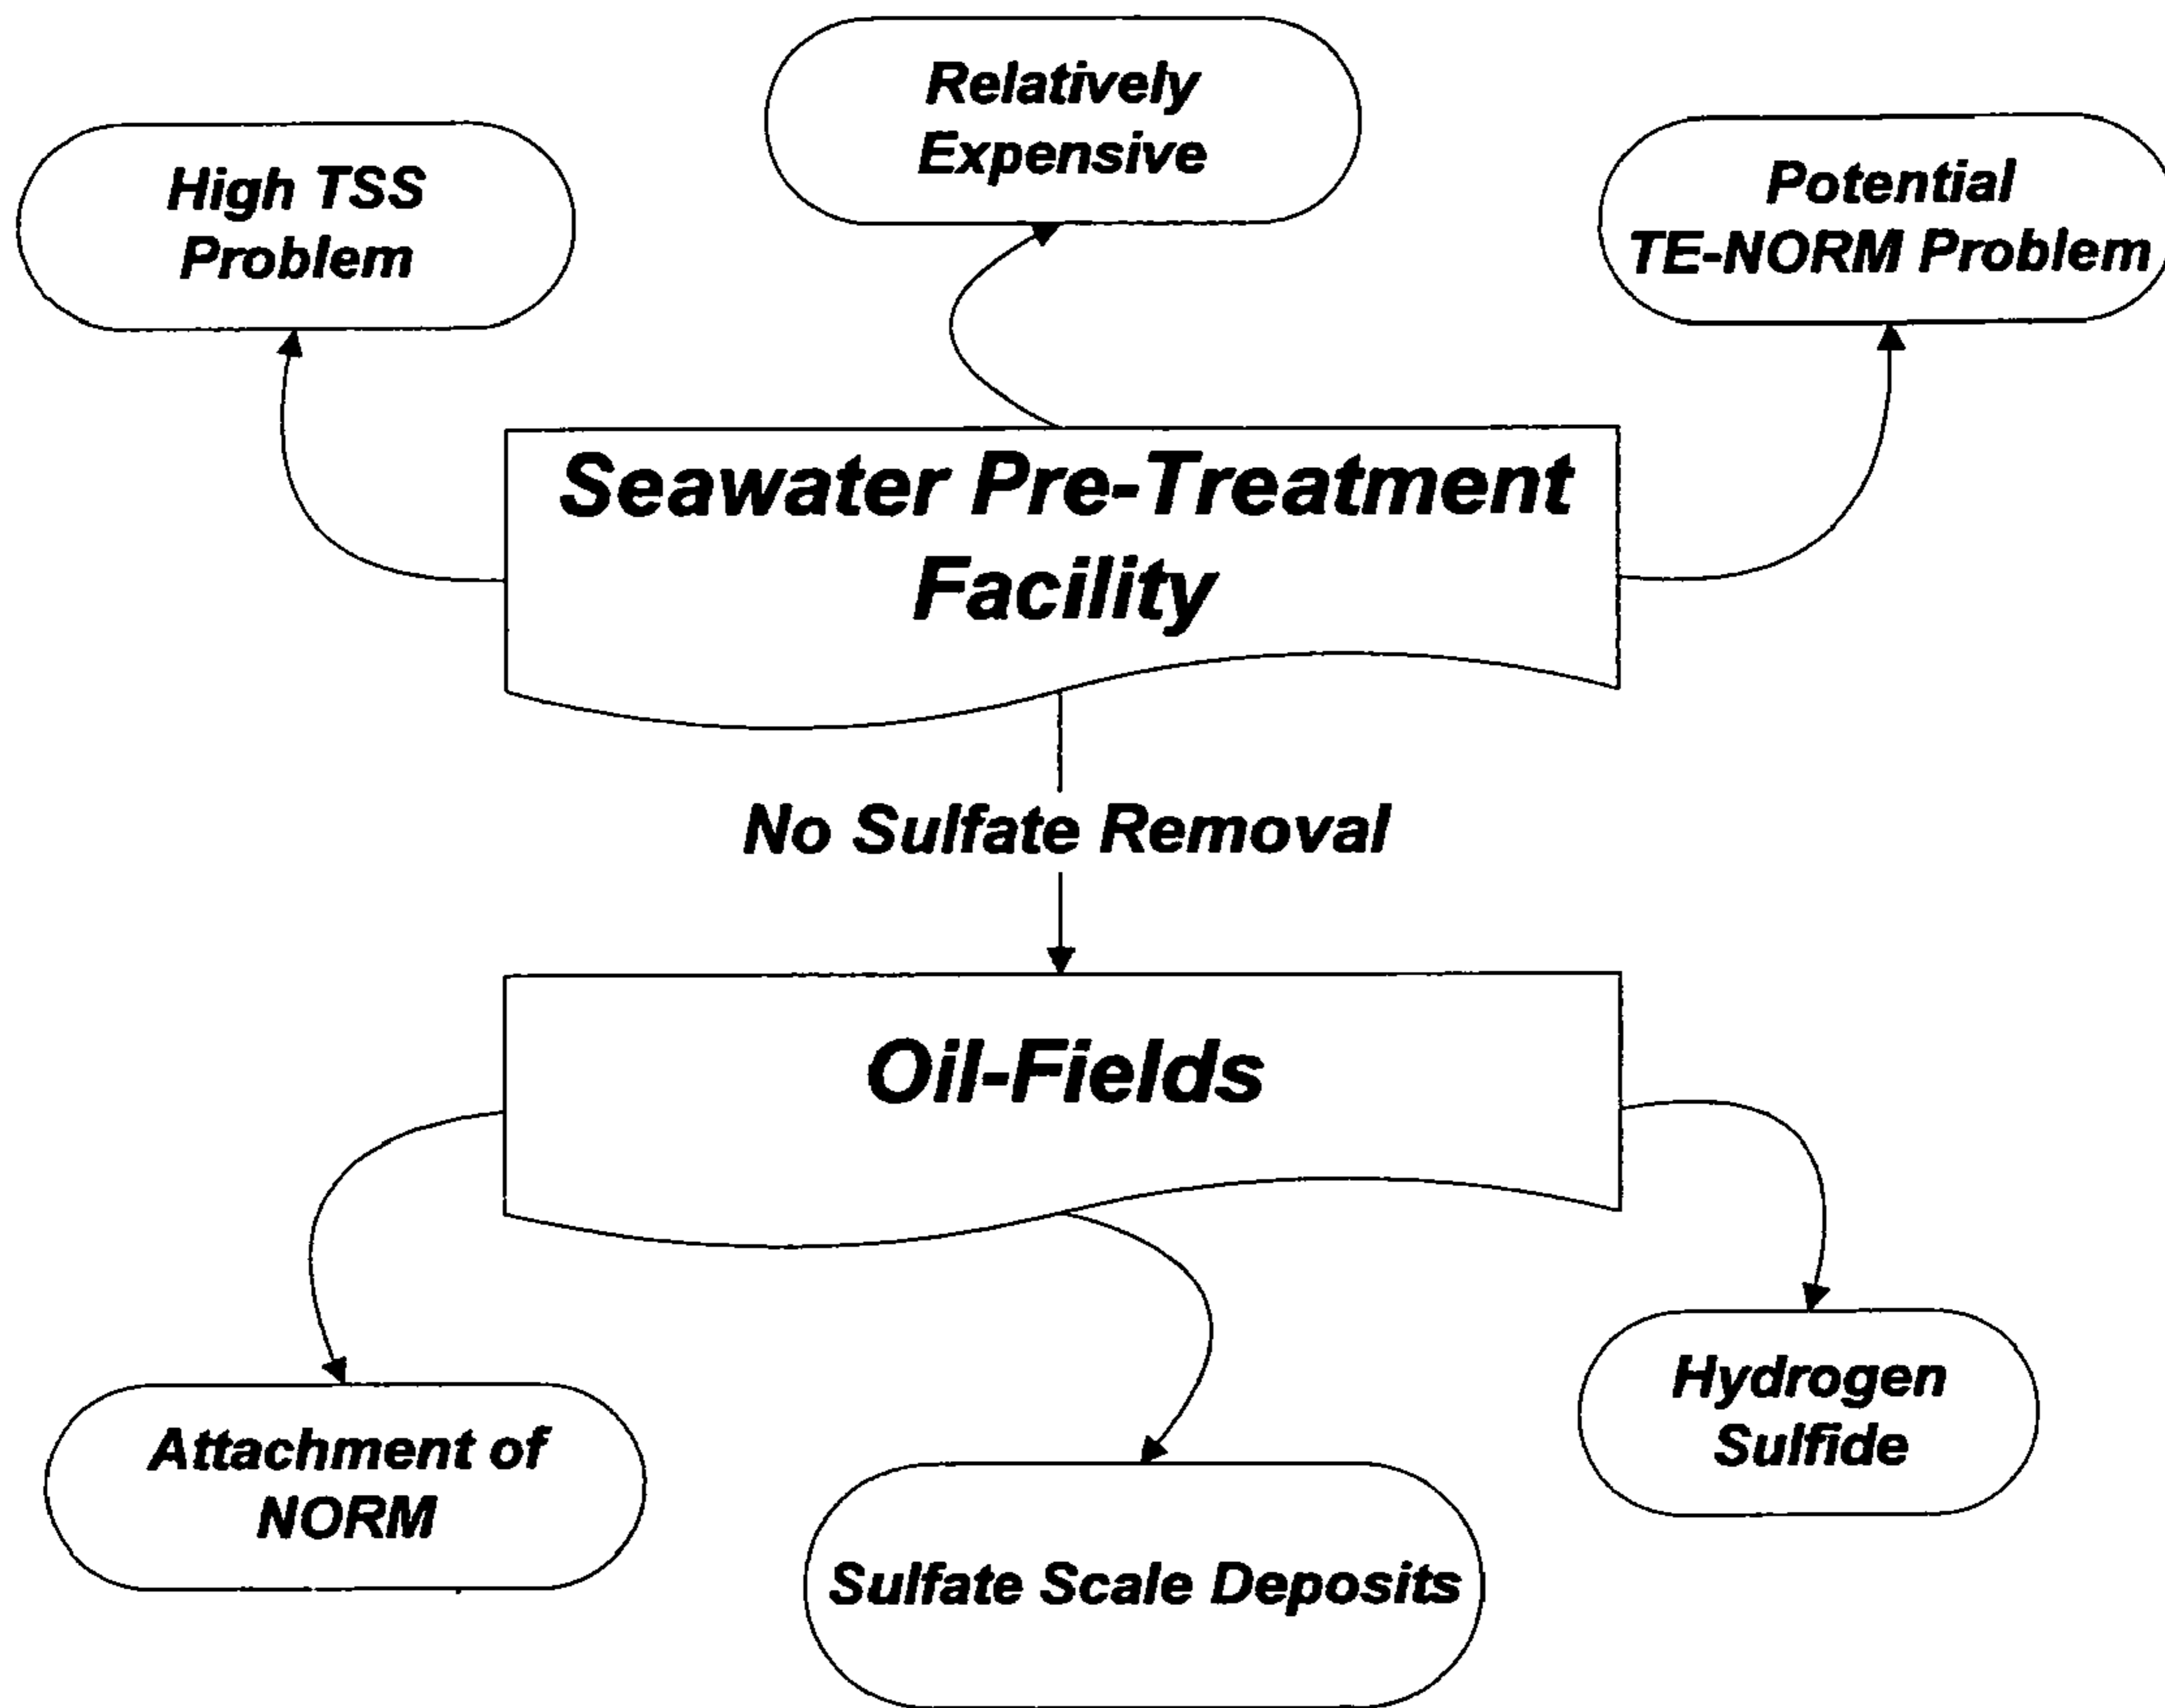 Relatively
Expensive
High TSS
Problem
Potential
TE-NORM Problem
Seawater Pre-Treatment
Facility
No Sulfate Removal
Oil-Fields
Hydrogen
Sulfide
Attachment of
NORM
Sulfate Scale Deposits